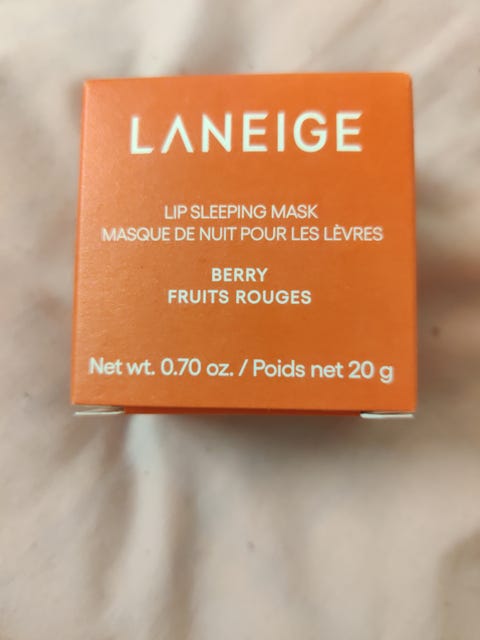 LANEIGE
LIP SLEEPING MASK
MASQUE DE NUIT POUR LES LÈVRES
BERRY
FRUITS ROUGES
Net wt. 0.70 oz. / Poids net 20 g